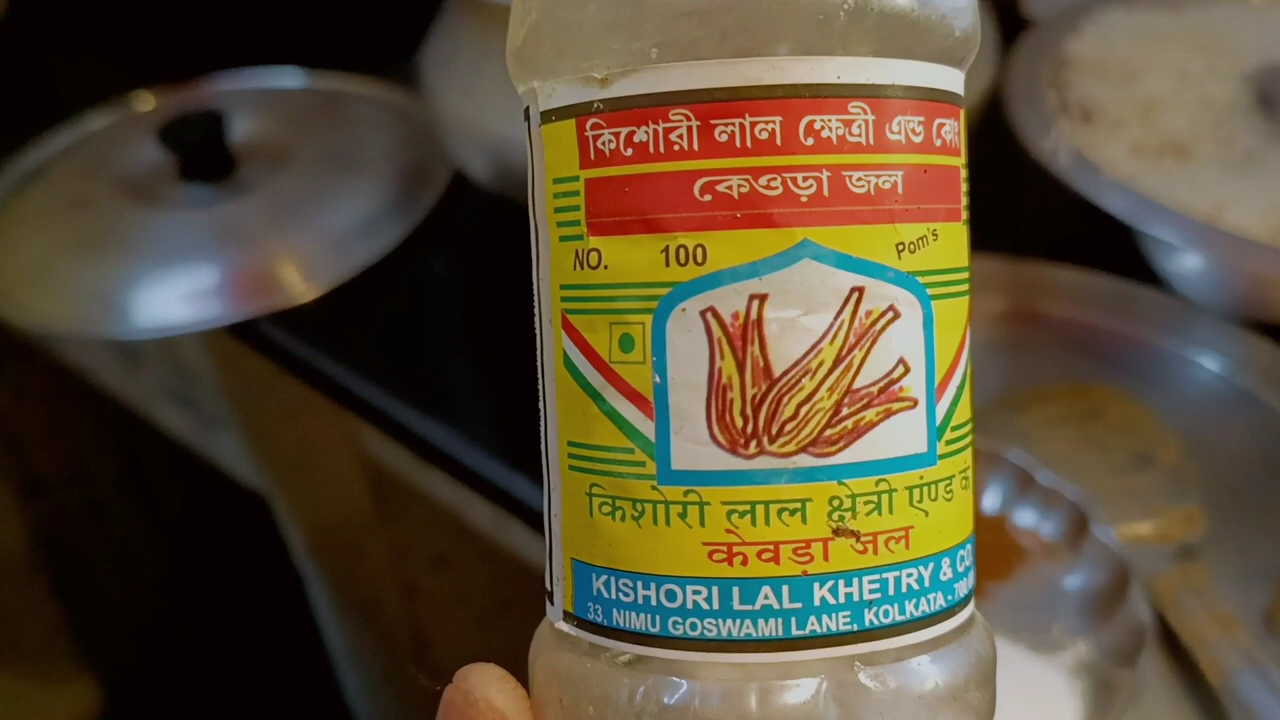 কিশোরী লাল ক্ষেত্রী এন্ড
কেওড়া জল
NO. 100 Pom's
किशोरी लाल क्षेत्री एंण्ड
केवड़ा जल
KISHORI LAL KHETRY & CO.
33, NIMU GOSWAMI LANE, KOLKATA -